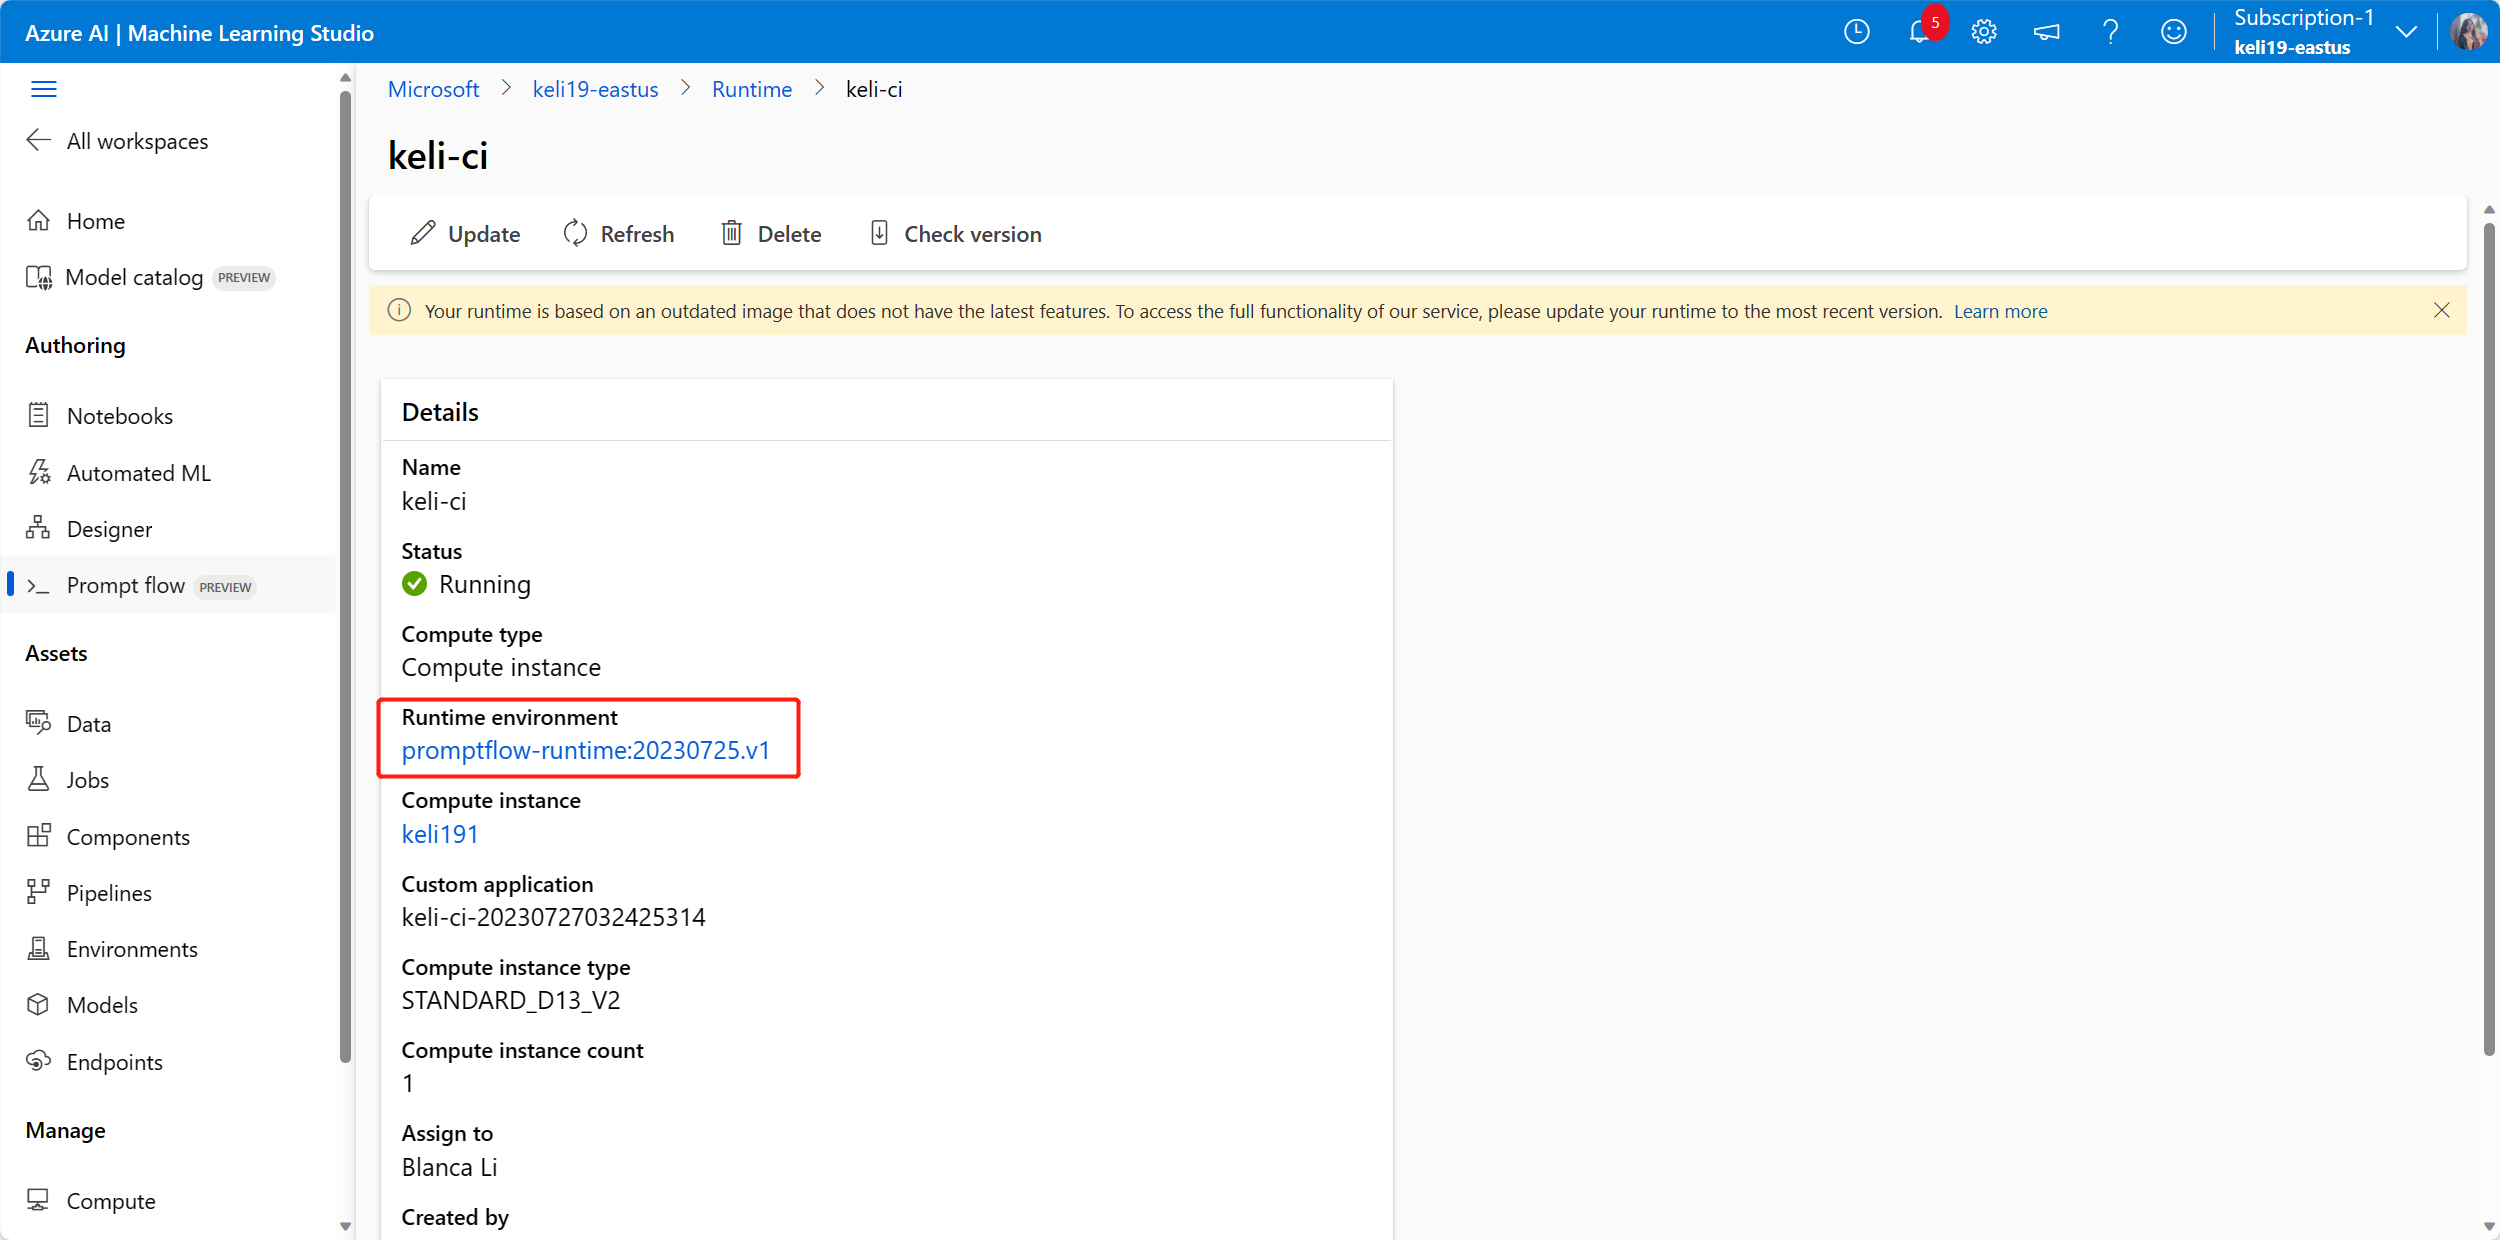 Azure AI | Machine Learning Studio
5
Subscription-1
keli19-eastus
All workspaces
Home
Model catalog PREVIEW
Authoring
Notebooks
Automated ML
Designer
Prompt flow PREVIEW
Assets
Data
Jobs
Components
Pipelines
Environments
Models
Endpoints
Manage
Compute
Microsoft > keli19-eastus > Runtime > keli-ci
keli-ci
Update Refresh Delete Check version
Your runtime is based on an outdated image that does not have the latest features. To access the full functionality of our service, please update your runtime to the most recent version. Learn more
Details
Name
keli-ci
Status
Running
Compute type
Compute instance
Runtime environment
promptflow-runtime:20230725.v1
Compute instance
keli191
Custom application
keli-ci-20230727032425314
Compute instance type
STANDARD_D13_V2
Compute instance count
1
Assign to
Blanca Li
Created by